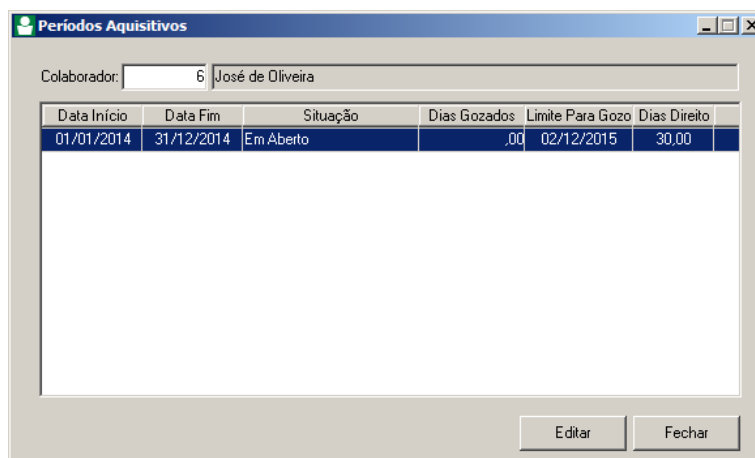 Períodos Aquisitivos
Colaborador: 6 José de Oliveira
Data Início Data Fim Situação Dias Gozados Limite Para Gozo Dias Direito
01/01/2014 31/12/2014 Em Aberto ,00 02/12/2015 30,00
Editar Fechar